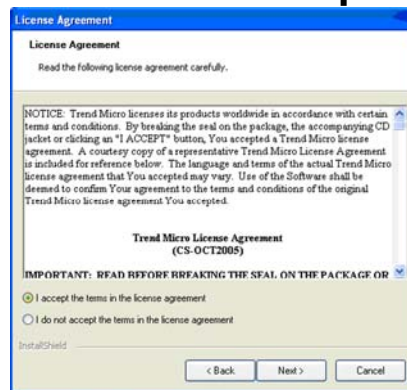 License Agreement
License Agreement
Read the following license agreement carefully.
NOTICE: Trend Micro licenses its products worldwide in accordance with certain
terms and conditions. By breaking the seal on the package, the accompanying CD
jacket or clicking an "I ACCEPT" button, You accepted a Trend Micro license
agreement. A courtesy copy of a representative Trend Micro License Agreement
is included for reference below. The language and terms of the actual Trend Micro
license agreement that You accepted may vary. Use of the Software shall be
deemed to confirm Your agreement to the terms and conditions of the original
Trend Micro license agreement You accepted.
Trend Micro License Agreement
(CS-OCT2005)
IMPORTANT: READ BEFORE BREAKING THE SEAL ON THE PACKAGE OR
I accept the terms in the license agreement
I do not accept the terms in the license agreement
InstallShield
< Back Next > Cancel